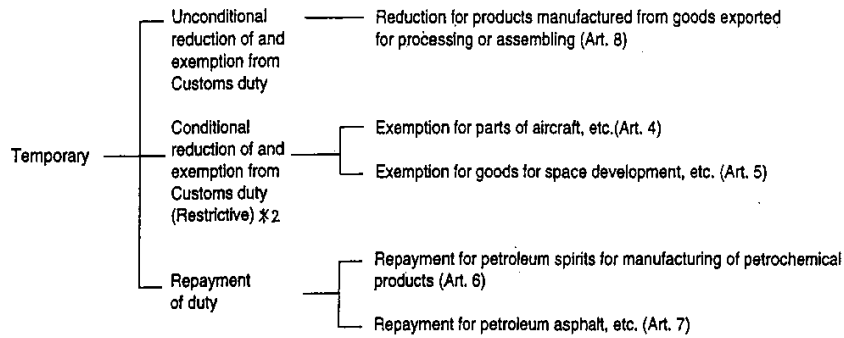 Temporary
Unconditional
reduction of and
exemption from
Customs duty
Reduction for products manufactured from goods exported
for processing or assembling (Art. 8)
Conditional
reduction of and
exemption from
Customs duty
(Restrictive) *2
Exemption for parts of aircraft, etc.(Art. 4)
Exemption for goods for space development, etc. (Art. 5)
Repayment
of duty
Repayment for petroleum spirits for manufacturing of petrochemical
products (Art. 6)
Repayment for petroleum asphalt, etc. (Art. 7)